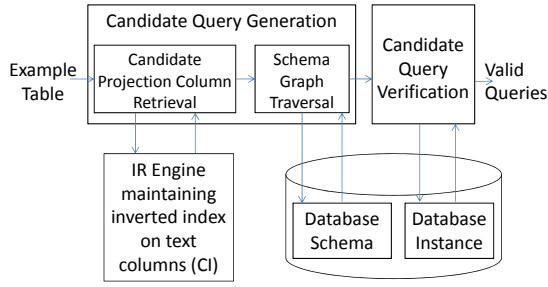 Candidate Query Generation
Example
Table
Candidate
Projection Column
Retrieval
Schema
Graph
Traversal
Candidate
Query
Verification
Valid
Queries
IR Engine
maintaining
inverted index
on text
columns (CI)
Database
Schema
Database
Instance